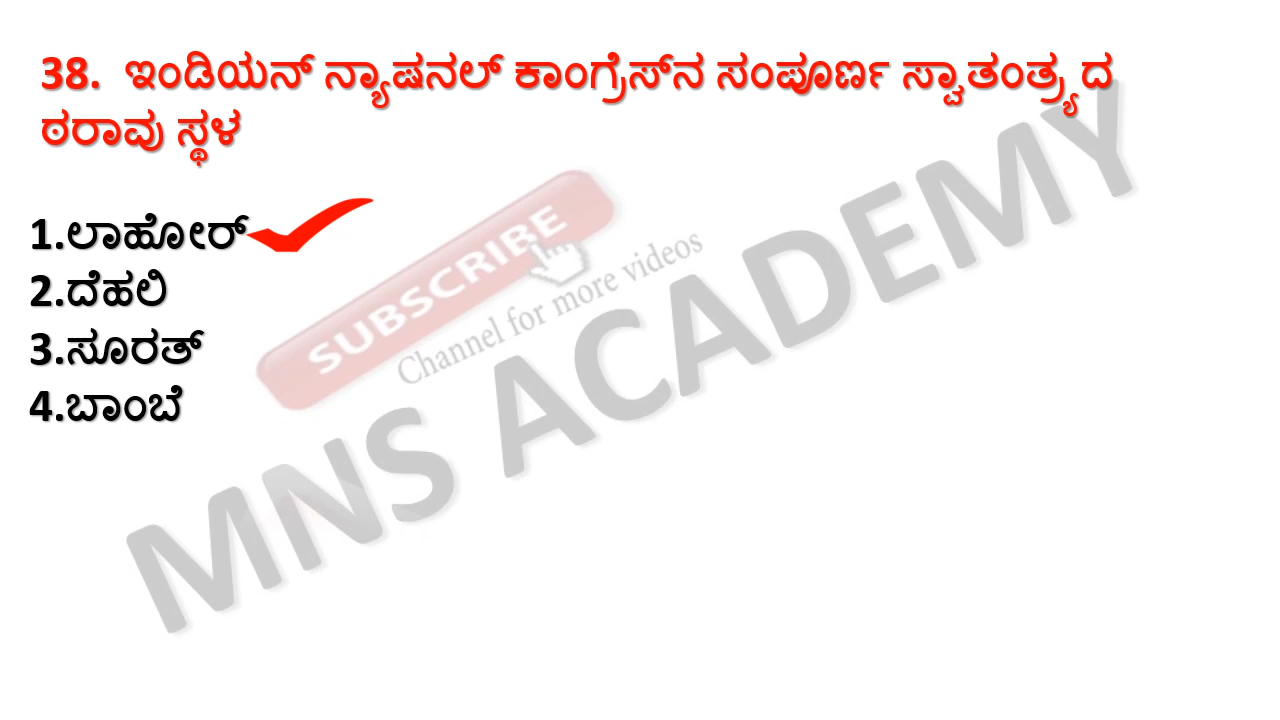 38. ಇಂಡಿಯನ್ ನ್ಯಾಷನಲ್ ಕಾಂಗ್ರೆಸ್‌ನ ಸಂಪೂರ್ಣ ಸ್ವಾತಂತ್ರ್ಯದ
ಠರಾವು ಸ್ಥಳ
1.ಲಾಹೋರ್
2.ದೆಹಲಿ
3.ಸೂರತ್
4.ಬಾಂಬೆ
SUBSCRIBE
Channel for more videos
MNS ACADEMY